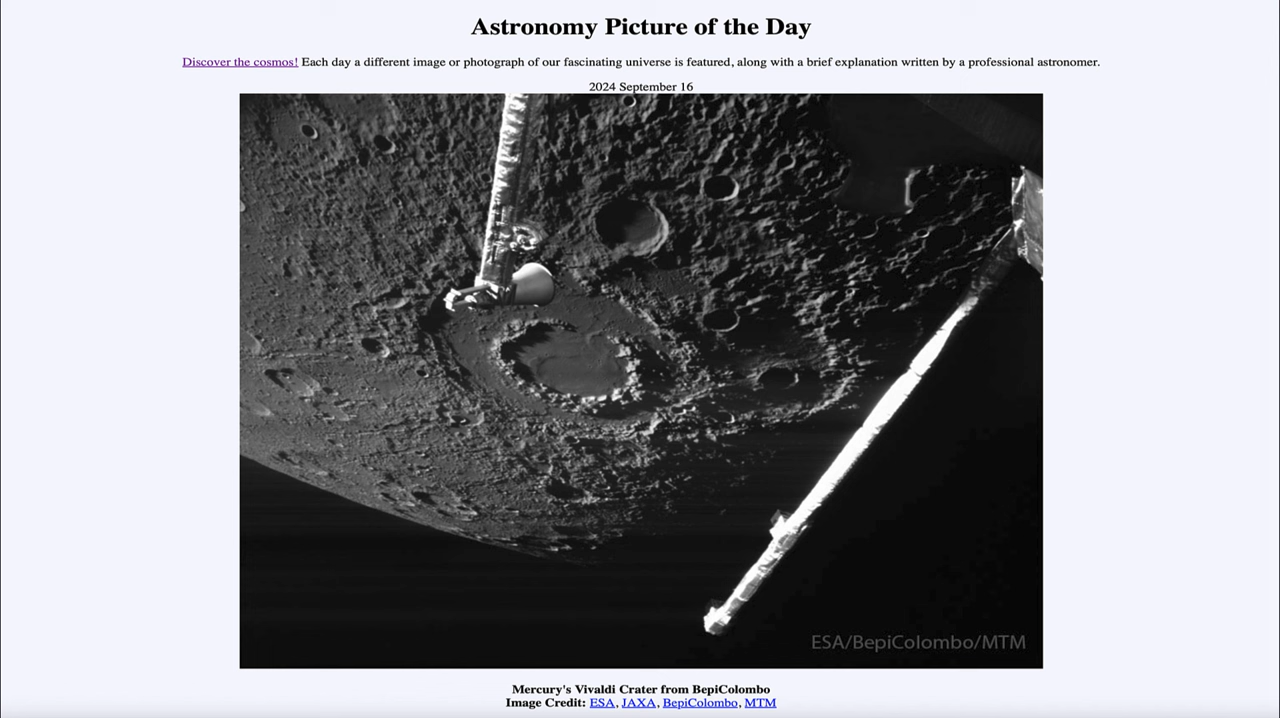 Astronomy Picture of the Day
Discover the cosmos! Each day a different image or photograph of our fascinating universe is featured, along with a brief explanation written by a professional astronomer.
2024 September 16
ESA/BepiColombo/MTM
Mercury's Vivaldi Crater from BepiColombo
Image Credit: ESA, JAXA, BepiColombo, MTM